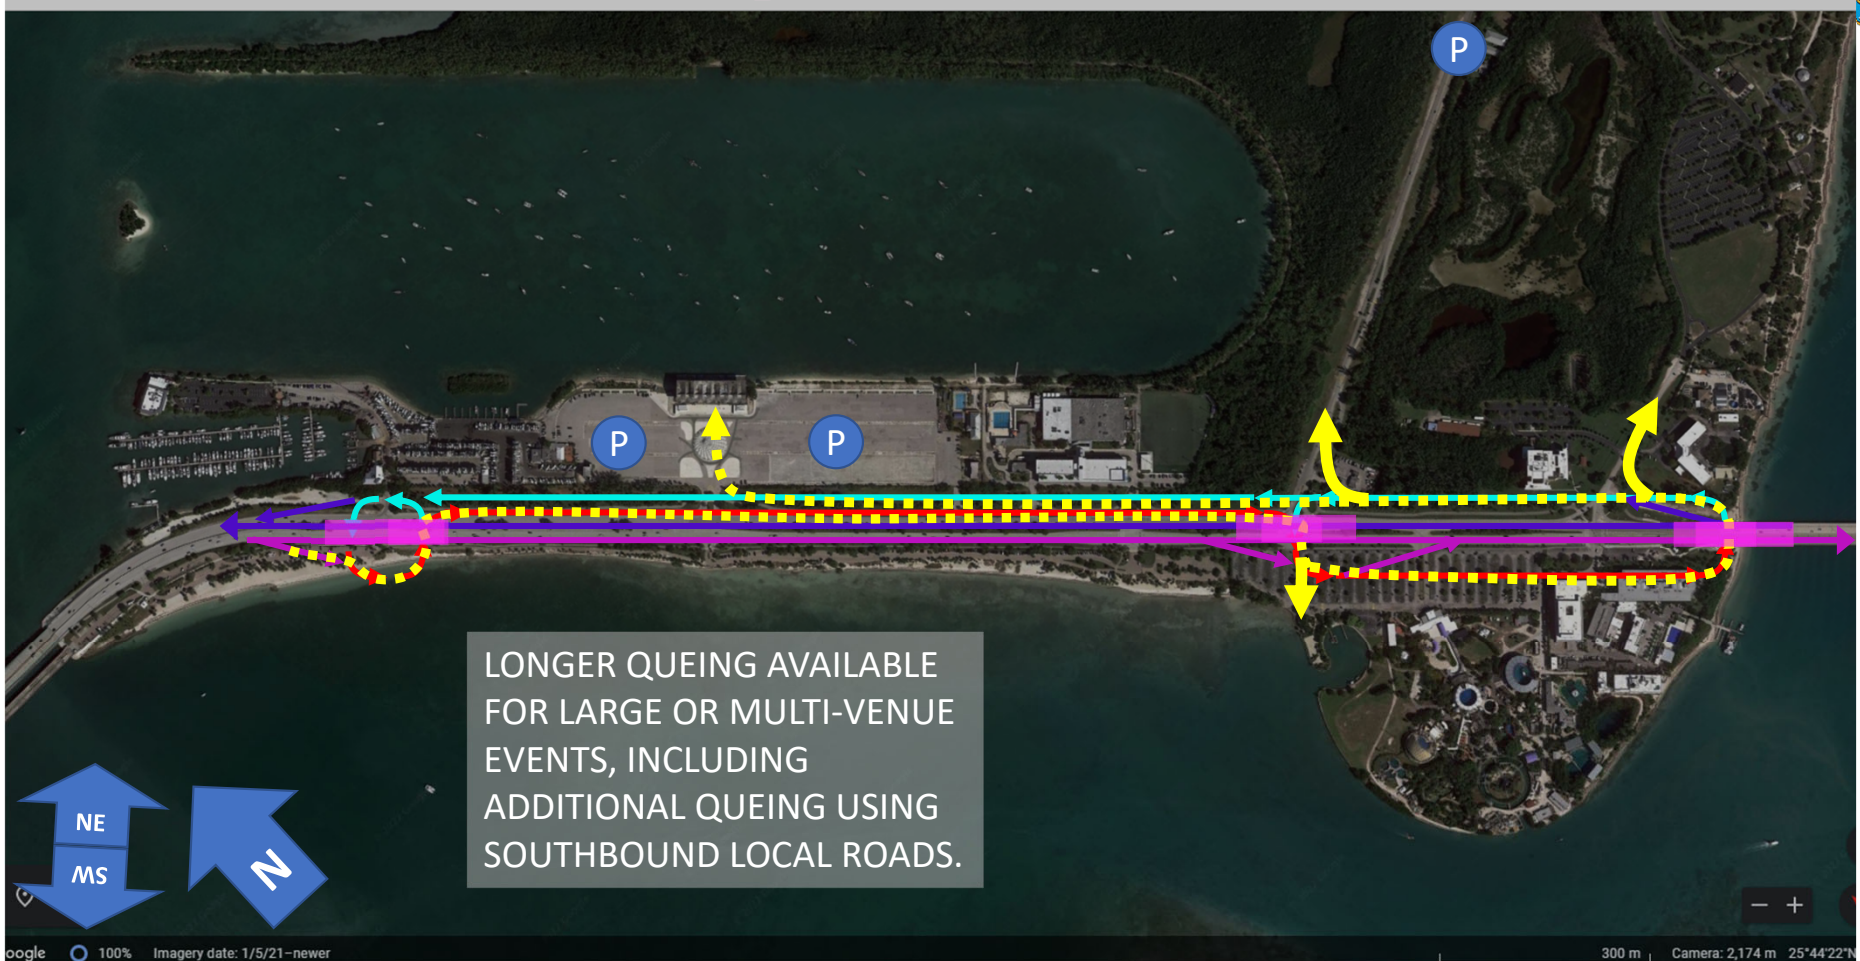 P
P
P
LONGER QUEING AVAILABLE
FOR LARGE OR MULTI-VENUE
EVENTS, INCLUDING
ADDITIONAL QUEING USING
SOUTHBOUND LOCAL ROADS.
NE
SW
N
oogle 100% Imagery date: 1/5/21–newer 300 m Camera: 2,174 m 25°44'22"N